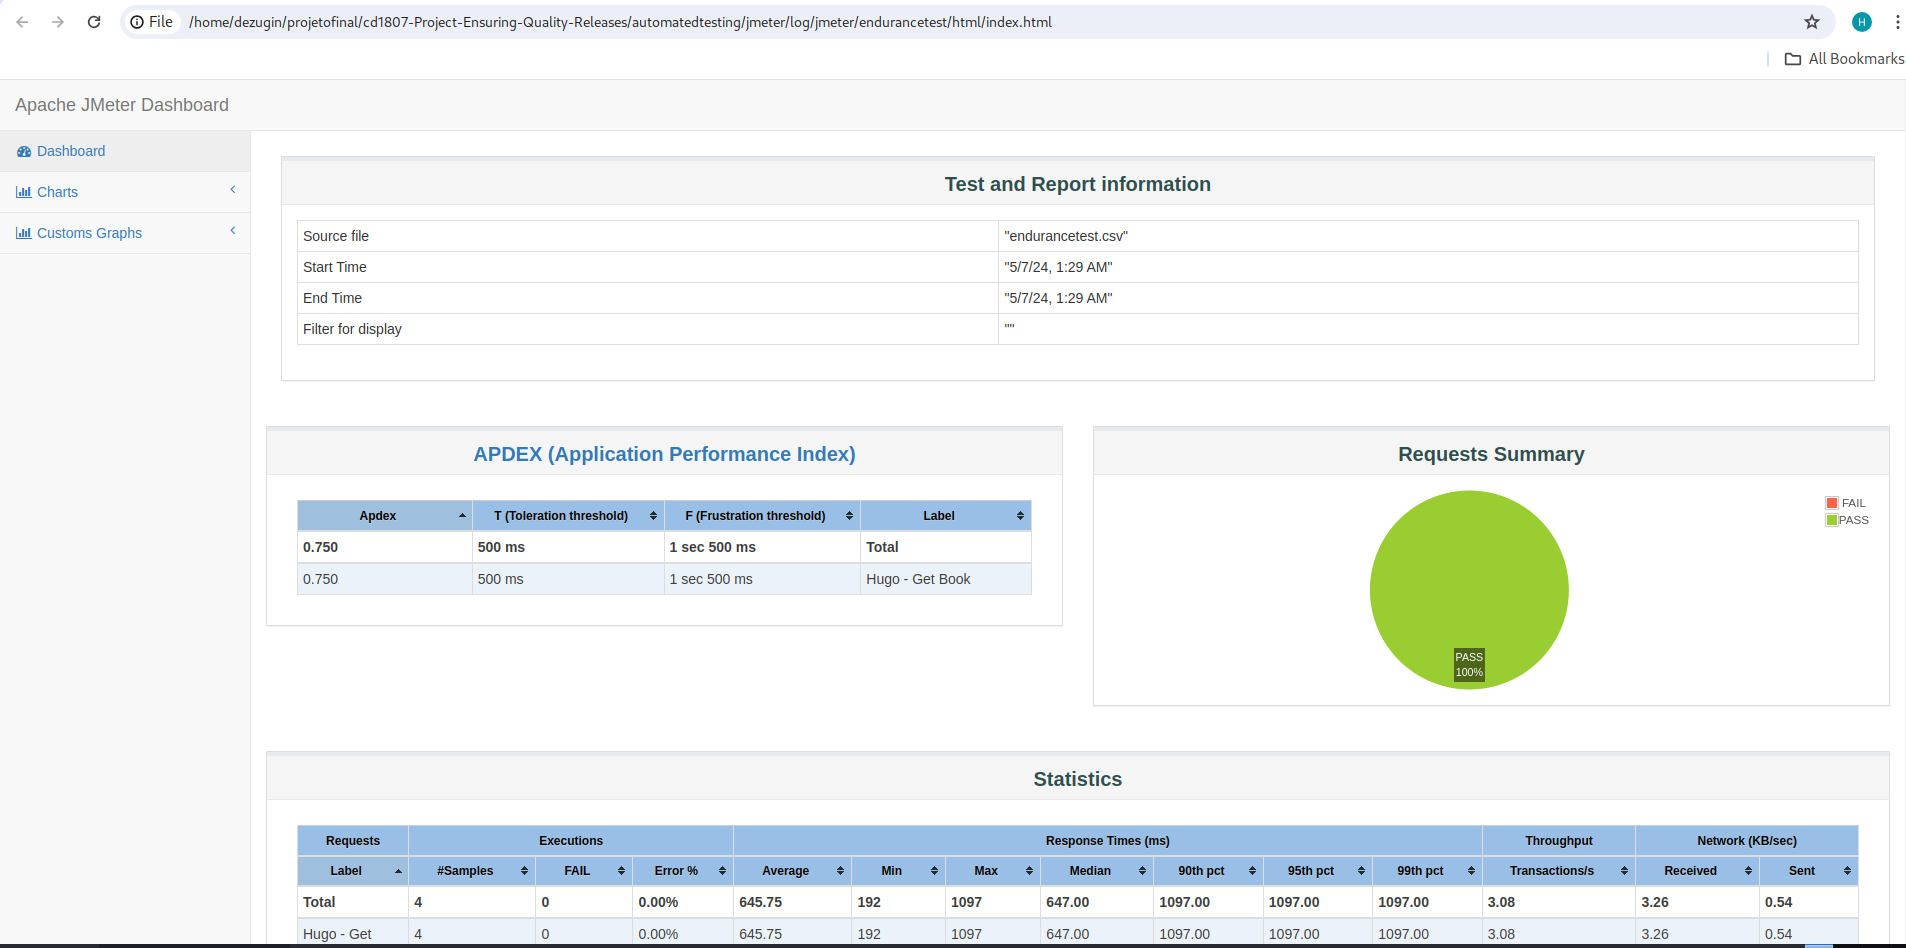 File /home/dezugin/projetofinal/cd1807-Project-Ensuring-Quality-Releases/automatedtesting/jmeter/log/jmeter/endurancetest/html/index.html H
All Bookmarks
Apache JMeter Dashboard
Dashboard
Charts
Customs Graphs
Test and Report information
Source file "endurancetest.csv"
Start Time "5/7/24, 1:29 AM"
End Time "5/7/24, 1:29 AM"
Filter for display ""
APDEX (Application Performance Index)
Apdex T (Toleration threshold) F (Frustration threshold) Label
0.750 500 ms 1 sec 500 ms Total
0.750 500 ms 1 sec 500 ms Hugo - Get Book
Requests Summary
FAIL
PASS
PASS
100%
Statistics
Requests Executions Response Times (ms) Throughput Network (KB/sec)
Label #Samples FAIL Error % Average Min Max Median 90th pct 95th pct 99th pct Transactions/s Received Sent
Total 4 0 0.00% 645.75 192 1097 647.00 1097.00 1097.00 1097.00 3.08 3.26 0.54
Hugo - Get 4 0 0.00% 645.75 192 1097 647.00 1097.00 1097.00 1097.00 3.08 3.26 0.54